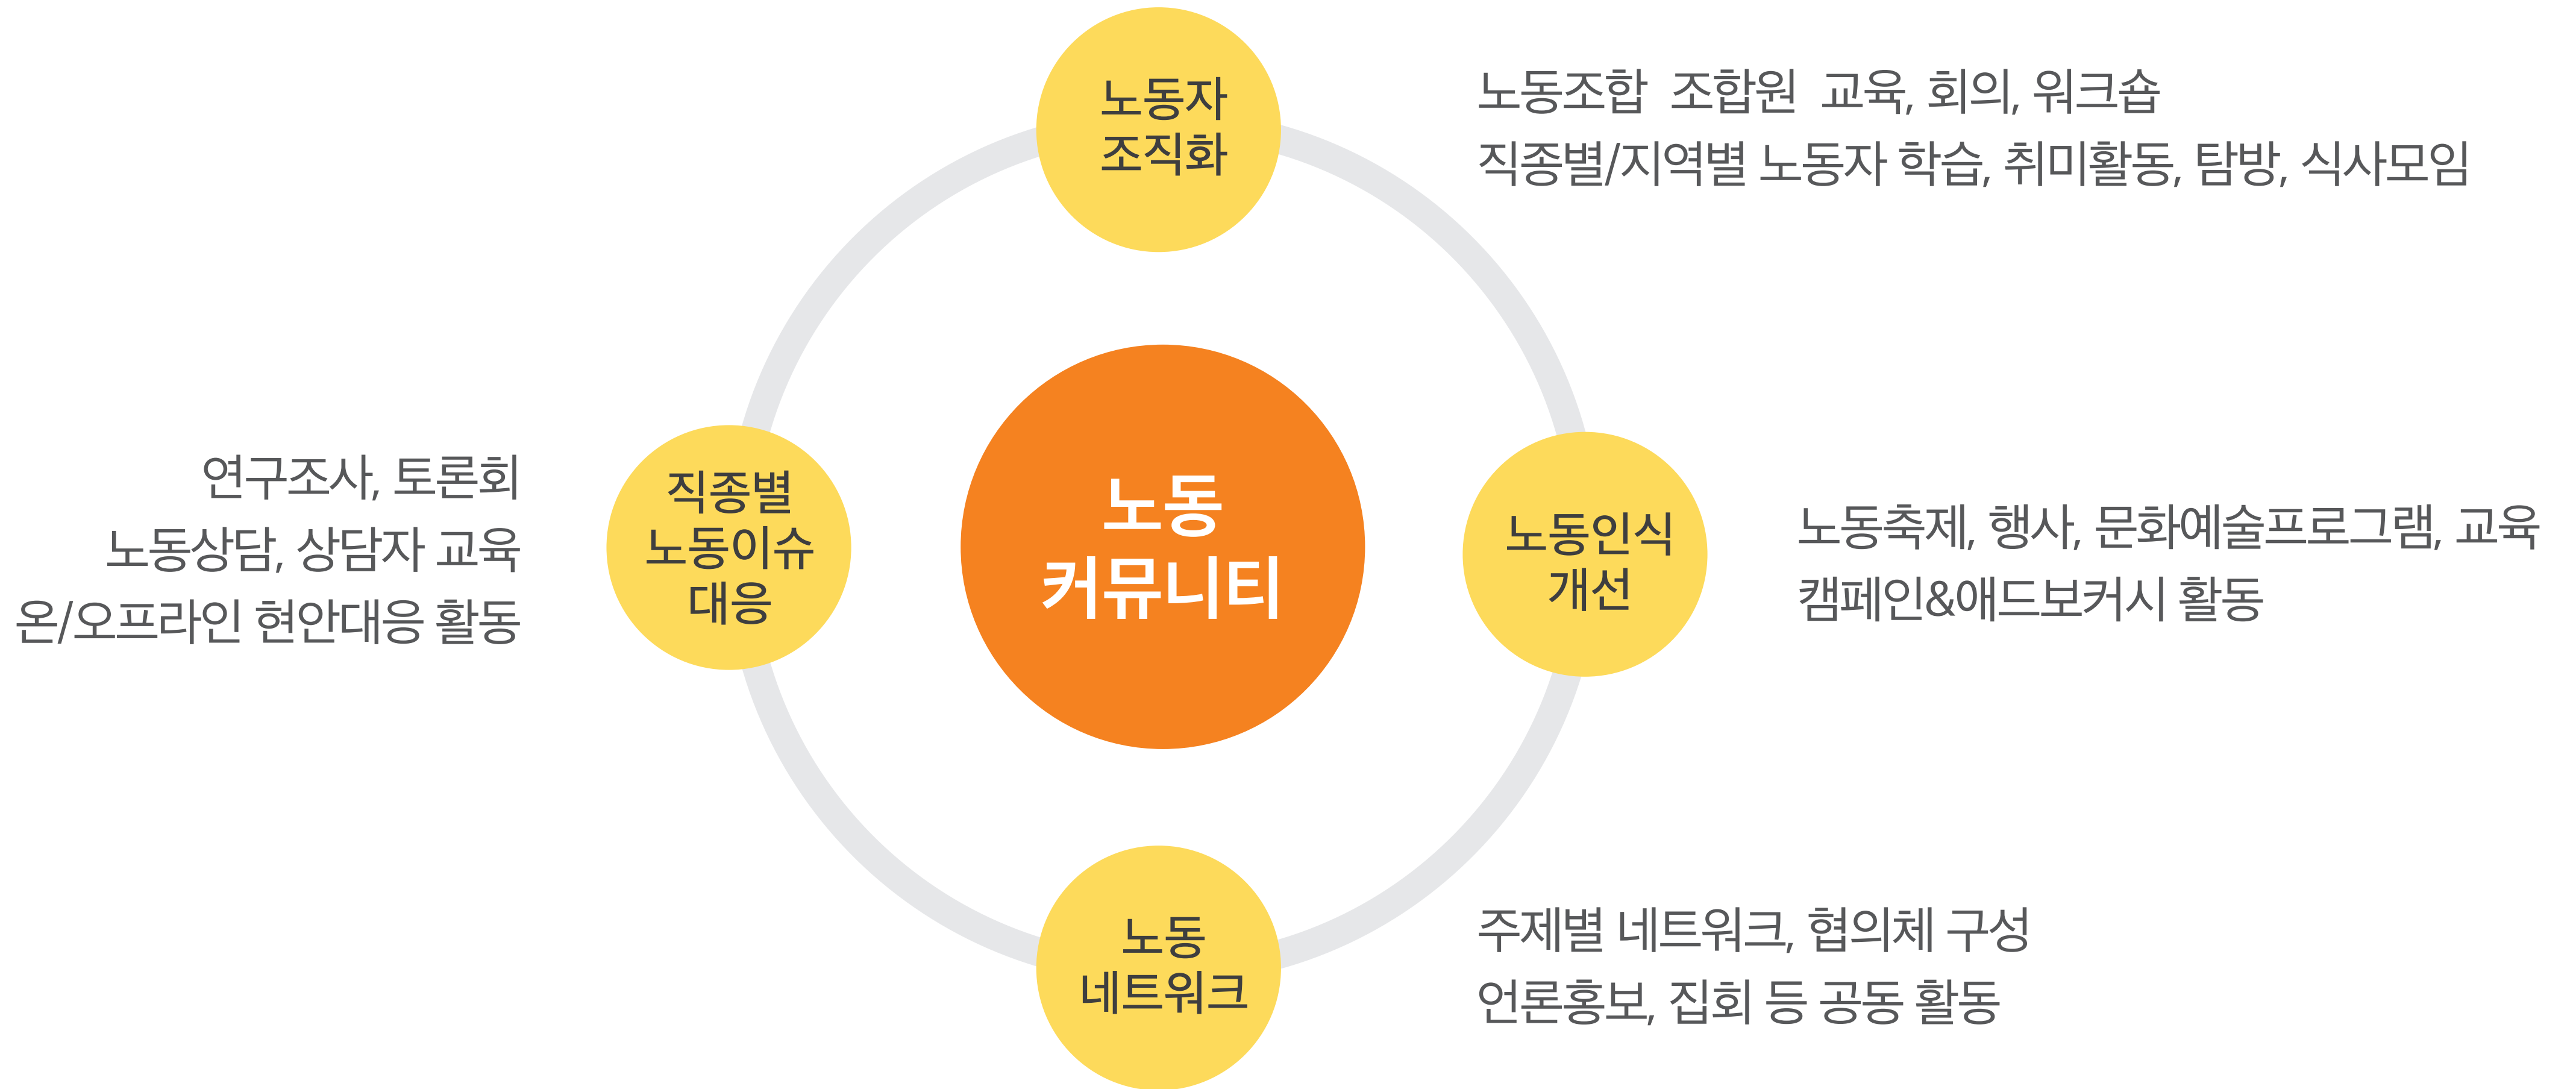 노동자
조직화
노동조합 조합원 교육, 회의, 워크숍
직종별/지역별 노동자 학습, 취미활동, 탐방, 식사모임
연구조사, 토론회
노동상담, 상담자 교육
온/오프라인 현안대응 활동
직종별
노동이슈
대응
노동
커뮤니티
노동인식
개선
노동축제, 행사, 문화예술프로그램, 교육
캠페인&애드보커시 활동
노동
네트워크
주제별 네트워크, 협의체 구성
언론홍보, 집회 등 공동 활동